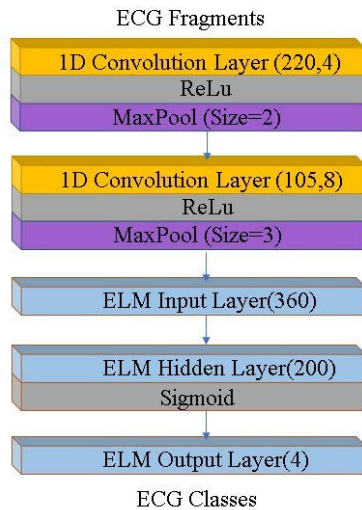 ECG Fragments
1D Convolution Layer (220,4)
ReLu
MaxPool (Size=2)
1D Convolution Layer (105,8)
ReLu
MaxPool (Size=3)
ELM Input Layer(360)
ELM Hidden Layer(200)
Sigmoid
ELM Output Layer(4)
ECG Classes